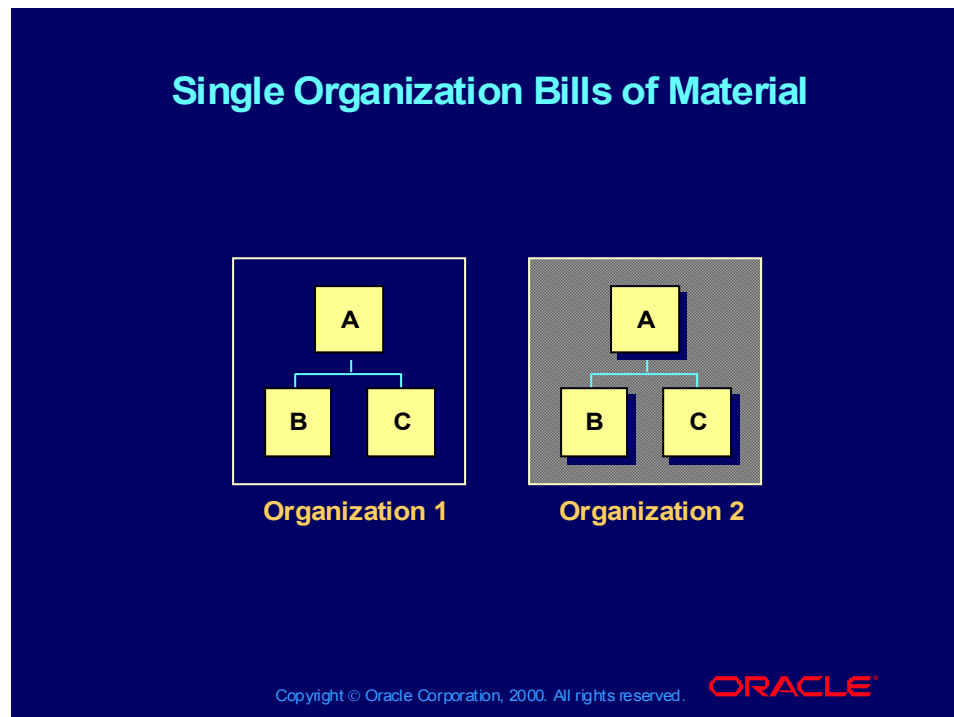 Single Organization Bills of Material
A
A
B
C
B
C
Organization 1
Organization 2
Copyright © Oracle Corporation, 2000. All rights reserved.
ORACLE®